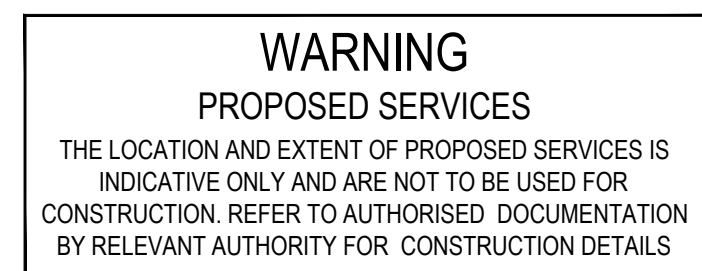 WARNING
PROPOSED SERVICES
THE LOCATION AND EXTENT OF PROPOSED SERVICES IS
INDICATIVE ONLY AND ARE NOT TO BE USED FOR
CONSTRUCTION. REFER TO AUTHORISED DOCUMENTATION
BY RELEVANT AUTHORITY FOR CONSTRUCTION DETAILS